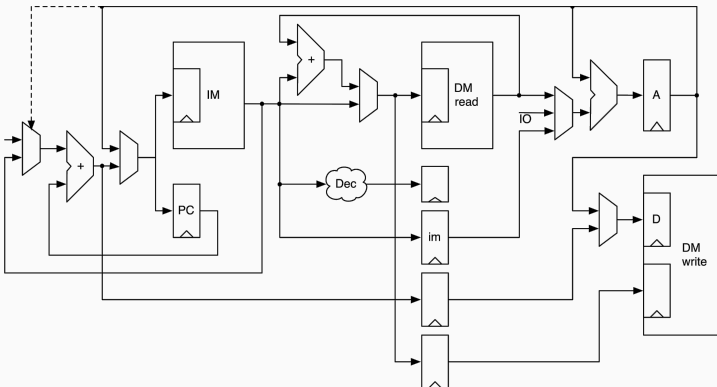 IM
+
DM
read
A
IO
+
Dec
PC
im
D
DM
write